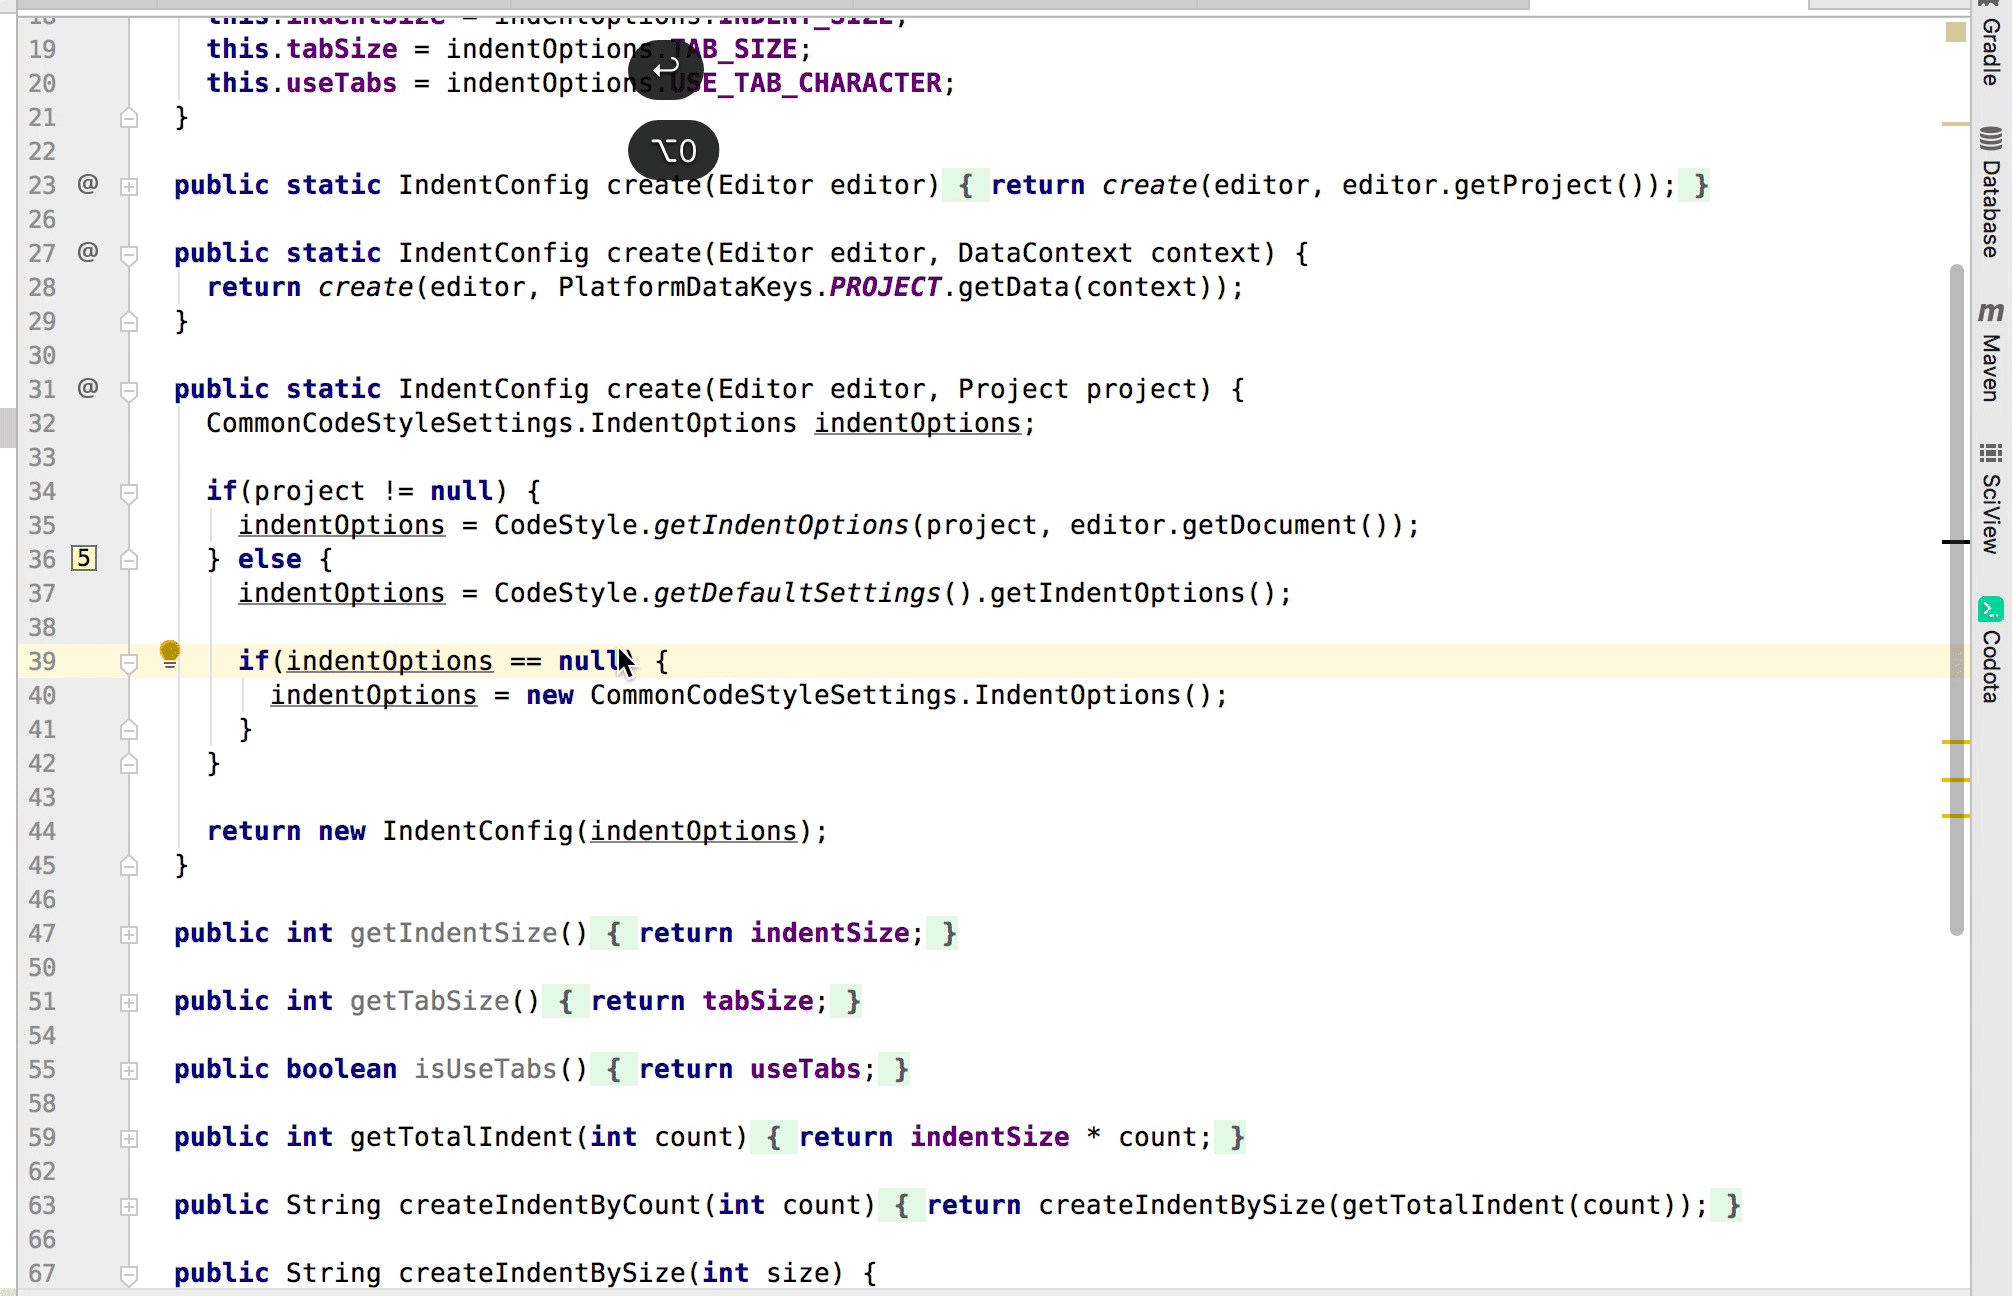 18 this.indentSize = indentOptions.INDENT_SIZE;
19 this.tabSize = indentOptions.TAB_SIZE;
20 this.useTabs = indentOptions.USE_TAB_CHARACTER;
21 }
22
⌥0
23 @ public static IndentConfig create(Editor editor) { return create(editor, editor.getProject()); }
26
27 @ public static IndentConfig create(Editor editor, DataContext context) {
28 return create(editor, PlatformDataKeys.PROJECT.getData(context));
29 }
30
31 @ public static IndentConfig create(Editor editor, Project project) {
32 CommonCodeStyleSettings.IndentOptions indentOptions;
33
34 if(project != null) {
35 indentOptions = CodeStyle.getIndentOptions(project, editor.getDocument());
36 5 } else {
37 indentOptions = CodeStyle.getDefaultSettings().getIndentOptions();
38
39 if(indentOptions == null) {
40 indentOptions = new CommonCodeStyleSettings.IndentOptions();
41 }
42 }
43
44 return new IndentConfig(indentOptions);
45 }
46
47 public int getIndentSize() { return indentSize; }
50
51 public int getTabSize() { return tabSize; }
54
55 public boolean isUseTabs() { return useTabs; }
58
59 public int getTotalIndent(int count) { return indentSize * count; }
62
63 public String createIndentByCount(int count) { return createIndentBySize(getTotalIndent(count)); }
66
67 public String createIndentBySize(int size) {
Gradle
Database
m Maven
SciView
Codota